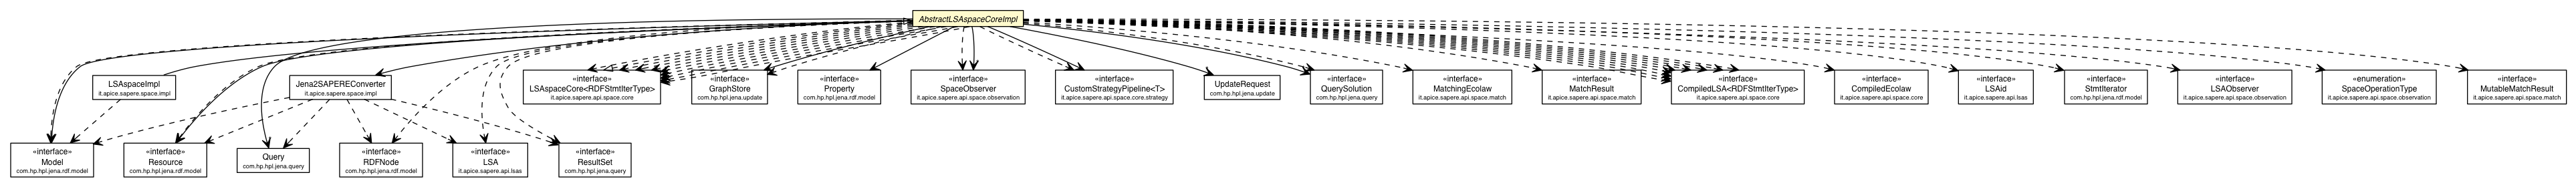 AbstractLSAspaceCoreImpl
LSAspaceImpl
it.apice.sapere.space.impl
Jena2SAPEREConverter
it.apice.sapere.space.impl
«interface»
LSAspaceCore<RDFStmtIterType>
it.apice.sapere.api.space.core
«interface»
GraphStore
com.hp.hpl.jena.update
«interface»
Property
com.hp.hpl.jena.rdf.model
«interface»
SpaceObserver
it.apice.sapere.api.space.observation
«interface»
CustomStrategyPipeline<T>
it.apice.sapere.api.space.core.strategy
UpdateRequest
com.hp.hpl.jena.update
«interface»
QuerySolution
com.hp.hpl.jena.query
«interface»
MatchingEcolaw
it.apice.sapere.api.space.match
«interface»
MatchResult
it.apice.sapere.api.space.match
«interface»
CompiledLSA<RDFStmtIterType>
it.apice.sapere.api.space.core
«interface»
CompiledEcolaw
it.apice.sapere.api.space.core
«interface»
LSAid
it.apice.sapere.api.lsas
«interface»
StmtIterator
com.hp.hpl.jena.rdf.model
«interface»
LSAObserver
it.apice.sapere.api.space.observation
«enumeration»
SpaceOperationType
it.apice.sapere.api.space.observation
«interface»
MutableMatchResult
it.apice.sapere.api.space.match
«interface»
Model
com.hp.hpl.jena.rdf.model
«interface»
Resource
com.hp.hpl.jena.rdf.model
Query
com.hp.hpl.jena.query
«interface»
RDFNode
com.hp.hpl.jena.rdf.model
«interface»
LSA
it.apice.sapere.api.lsas
«interface»
ResultSet
com.hp.hpl.jena.query